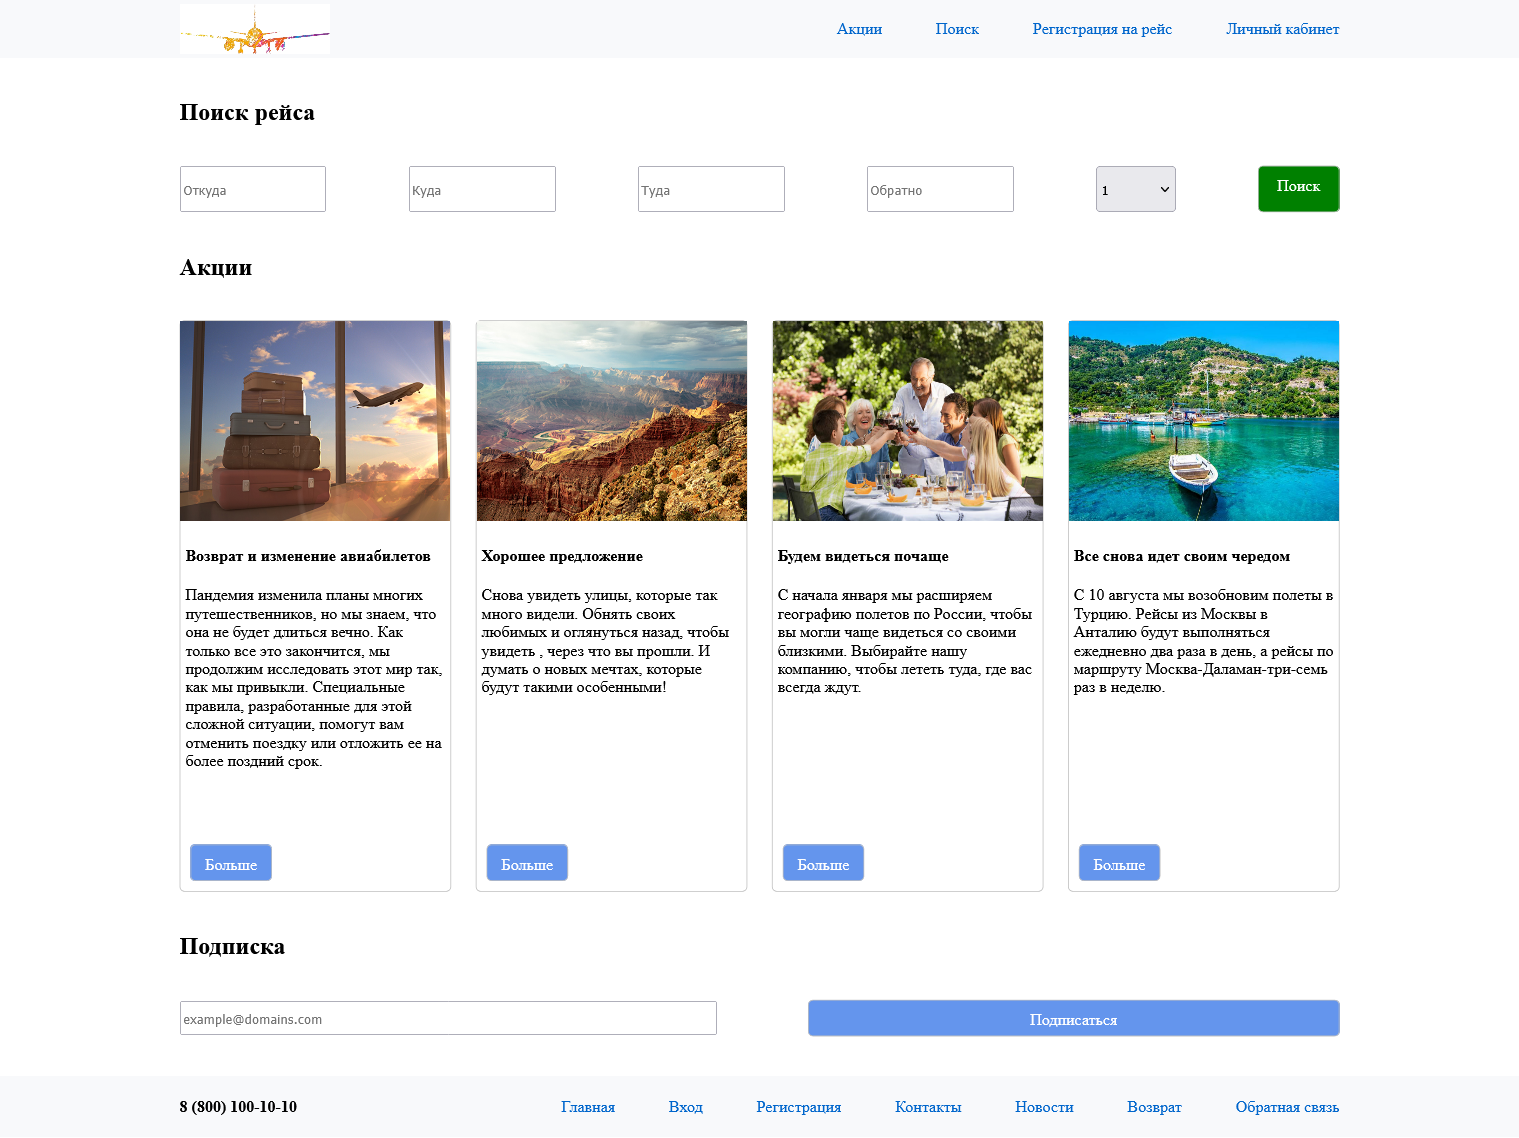 Акции Поиск Регистрация на рейс Личный кабинет
Поиск рейса
Откуда Куда Туда Обратно 1 Поиск
Акции
Возврат и изменение авиабилетов
Пандемия изменила планы многих
путешественников, но мы знаем, что
она не будет длиться вечно. Как
только все это закончится, мы
продолжим исследовать этот мир так,
как мы привыкли. Специальные
правила, разработанные для этой
сложной ситуации, помогут вам
отменить поездку или отложить ее на
более поздний срок.
Больше
Хорошее предложение
Снова увидеть улицы, которые так
много видели. Обнять своих
любимых и оглянуться назад, чтобы
увидеть , через что вы прошли. И
думать о новых мечтах, которые
будут такими особенными!
Больше
Будем видеться почаще
С начала января мы расширяем
географию полетов по России, чтобы
вы могли чаще видеться со своими
близкими. Выбирайте нашу
компанию, чтобы лететь туда, где вас
всегда ждут.
Больше
Все снова идет своим чередом
С 10 августа мы возобновим полеты в
Турцию. Рейсы из Москвы в
Анталию будут выполняться
ежедневно два раза в день, а рейсы по
маршруту Москва-Даламан-три-семь
раз в неделю.
Больше
Подписка
example@domains.com Подписаться
8 (800) 100-10-10 Главная Вход Регистрация Контакты Новости Возврат Обратная связь